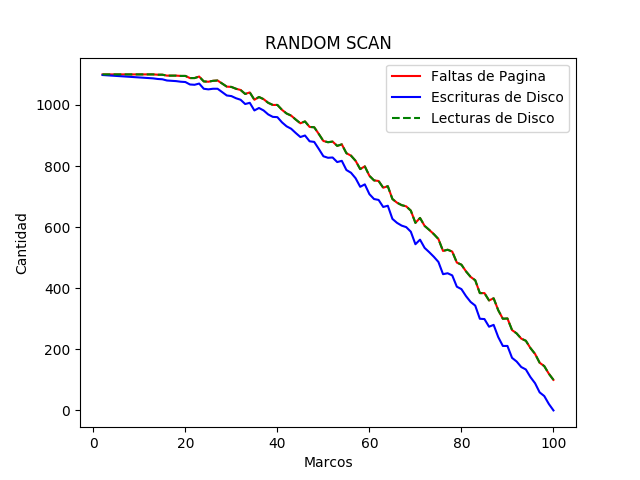 RANDOM SCAN
Faltas de Pagina
Escrituras de Disco
Lecturas de Disco
Cantidad
1000
800
600
400
200
0
0 20 40 60 80 100
Marcos